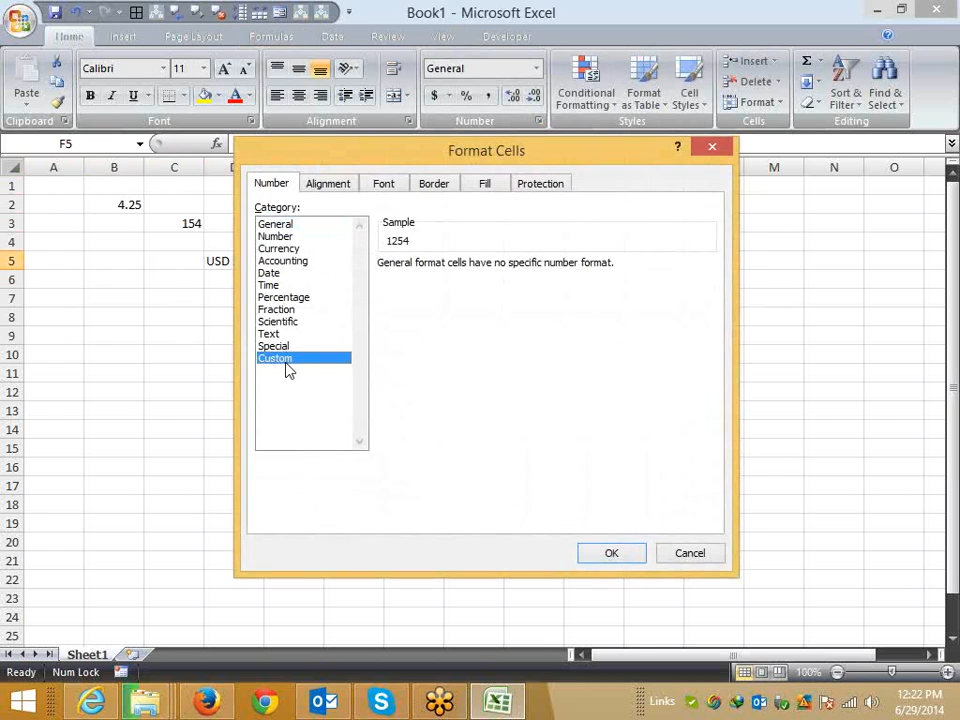 Book1 - Microsoft Excel
Home Insert Page Layout Formulas Data Review View Developer
Paste
Calibri 11
General
Conditional Formatting
Format as Table
Cell Styles
Insert
Delete
Format
Sort & Filter
Find & Select
Clipboard Font Alignment Number Styles Cells Editing
F5
fx
A B C D M N O
1
2 4.25
3 154
4
5 USD
6
7
8
9
10
11
12
13
14
15
16
17
18
19
20
21
22
23
24
25
Format Cells
Number Alignment Font Border Fill Protection
Category:
General
Number
Currency
Accounting
Date
Time
Percentage
Fraction
Scientific
Text
Special
Custom
Sample
1254
General format cells have no specific number format.
OK Cancel
Sheet1
Ready Num Lock
100%
Links
12:22 PM
6/29/2014